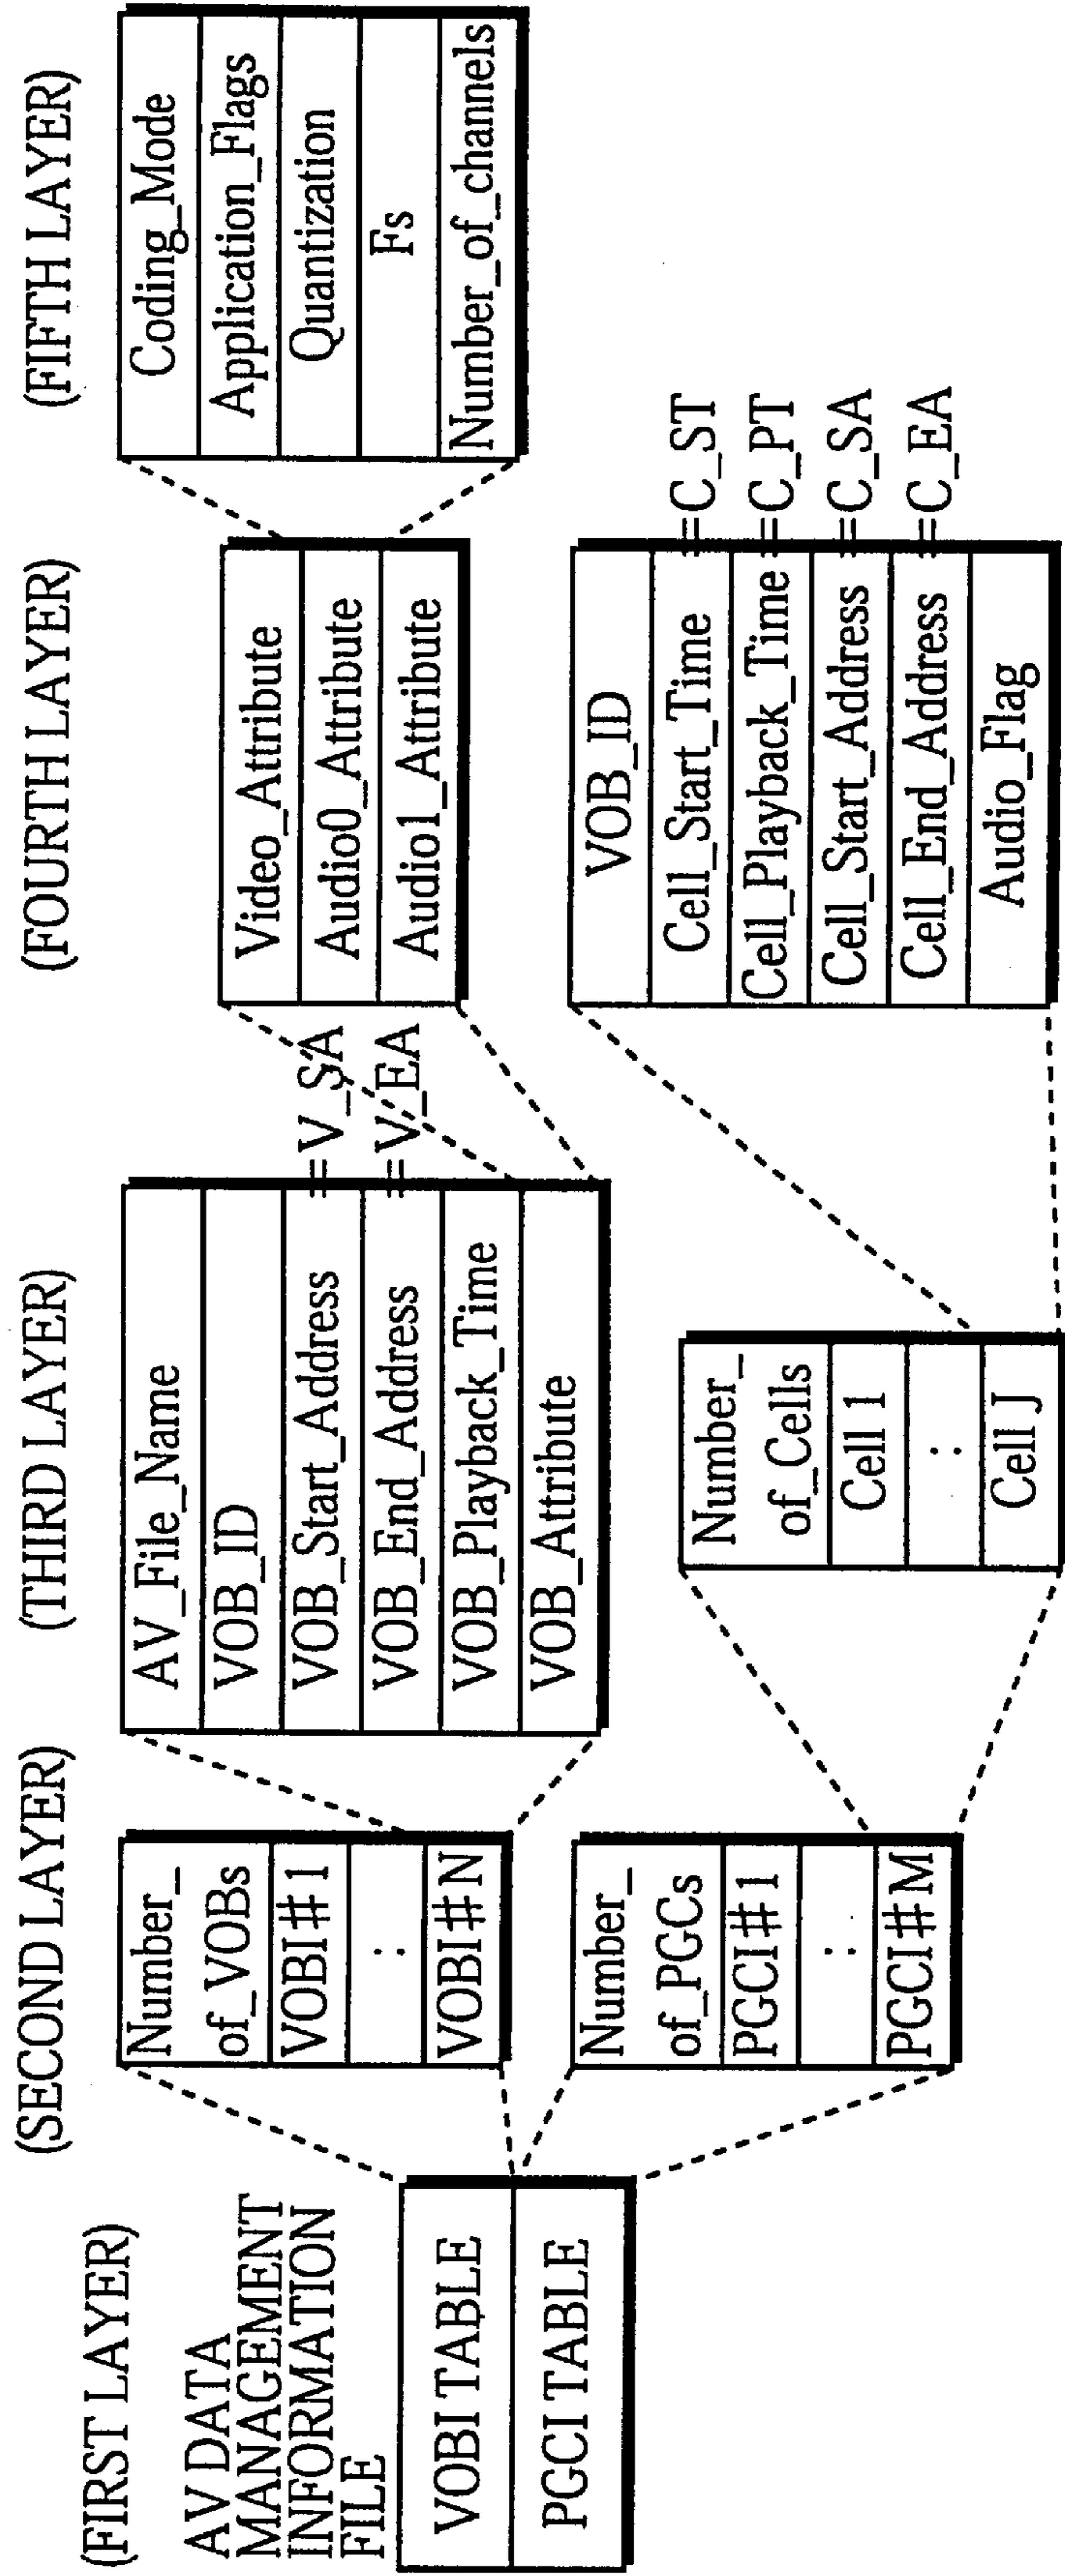 (FIRST LAYER)
AV DATA
MANAGEMENT
INFORMATION
FILE
VOBI TABLE
PGCI TABLE
(SECOND LAYER)
Number_
of_VOBs
VOBI#1
:
VOBI#N
Number_
of_PGCs
PGCI#1
:
PGCI#M
(THIRD LAYER)
AV_File_Name
VOB_ID
VOB_Start_Address =V_SA
VOB_End_Address =V_EA
VOB_Playback_Time
VOB_Attribute
Number_
of_Cells
Cell 1
:
Cell J
(FOURTH LAYER)
Video_Attribute
Audio0_Attribute
Audio1_Attribute
VOB_ID
Cell_Start_Time =C_ST
Cell_Playback_Time =C_PT
Cell_Start_Address =C_SA
Cell_End_Address =C_EA
Audio_Flag
(FIFTH LAYER)
Coding_Mode
Application_Flags
Quantization
Fs
Number_of_channels